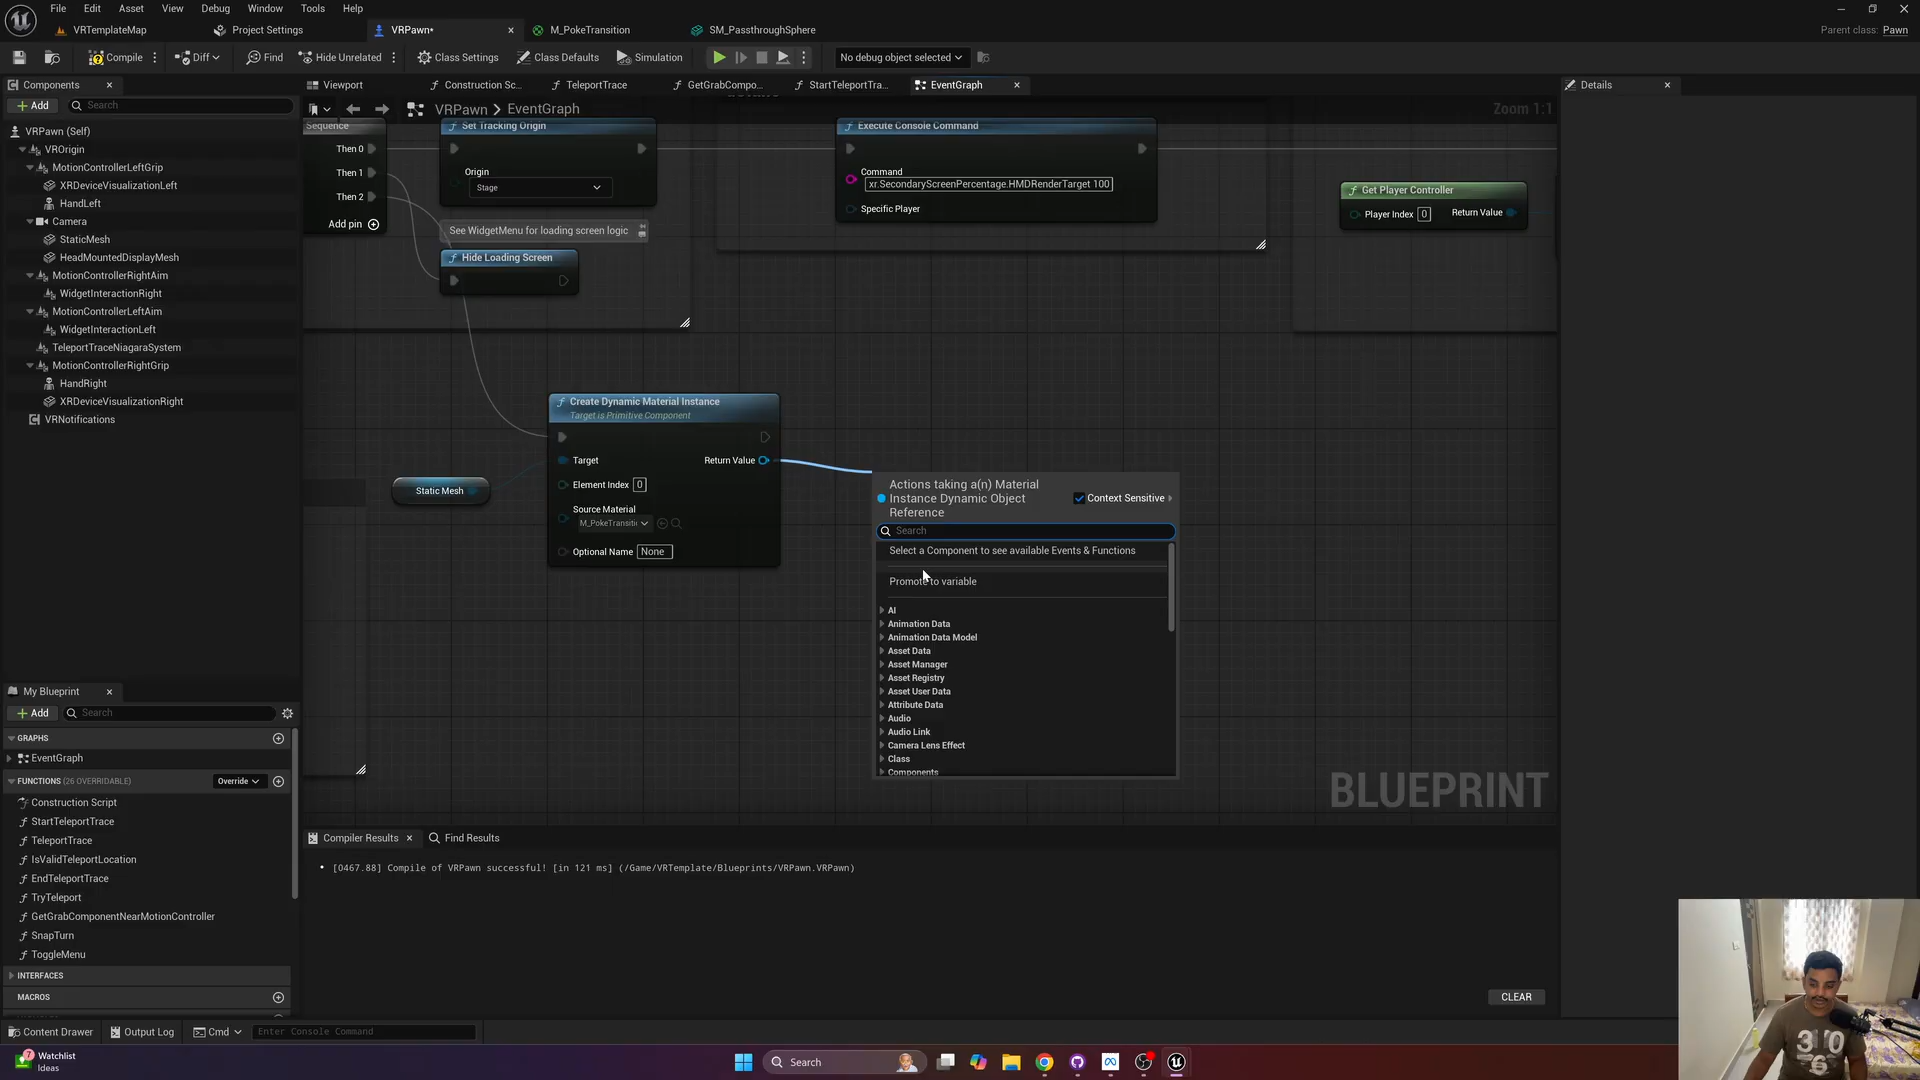 File Edit Asset View Debug Window Tools Help
VRTemplateMap Project Settings VRPawn* M_PokeTransition SM_PassthroughSphere Parent class: Pawn
Compile Diff Find Hide Unrelated Class Settings Class Defaults Simulation No debug object selected
Components Viewport Construction Sc... TeleportTrace GetGrabCompo... StartTeleportTra... EventGraph Details
Add Search
VRPawn > EventGraph
Zoom 1:1
VRPawn (Self)
VROrigin
MotionControllerLeftGrip
XRDeviceVisualizationLeft
HandLeft
Camera
StaticMesh
HeadMountedDisplayMesh
MotionControllerRightAim
WidgetInteractionRight
MotionControllerLeftAim
WidgetInteractionLeft
TeleportTraceNiagaraSystem
MotionControllerRightGrip
HandRight
XRDeviceVisualizationRight
VRNotifications
Sequence
Then 0
Then 1
Then 2
Add pin
Set Tracking Origin
Origin
Stage
See WidgetMenu for loading screen logic
Hide Loading Screen
Execute Console Command
Command
xr.SecondaryScreenPercentage.HMDRenderTarget 100
Specific Player
Get Player Controller
Player Index 0 Return Value
Static Mesh
Create Dynamic Material Instance
Target is Primitive Component
Target Return Value
Element Index 0
Source Material
M_PokeTransiti
Optional Name None
Actions taking a(n) Material
Instance Dynamic Object
Reference
Context Sensitive
Search
Select a Component to see available Events & Functions
Promote to variable
AI
Animation Data
Animation Data Model
Asset Data
Asset Manager
Asset Registry
Asset User Data
Attribute Data
Audio
Audio Link
Camera Lens Effect
Class
Components
BLUEPRINT
My Blueprint
Add Search
GRAPHS
EventGraph
FUNCTIONS (26 OVERRIDABLE) Override
Construction Script
StartTeleportTrace
TeleportTrace
IsValidTeleportLocation
EndTeleportTrace
TryTeleport
GetGrabComponentNearMotionController
SnapTurn
ToggleMenu
INTERFACES
MACROS
Compiler Results Find Results
[0467.88] Compile of VRPawn successful! [in 121 ms] (/Game/VRTemplate/Blueprints/VRPawn.VRPawn)
CLEAR
Content Drawer Output Log Cmd Enter Console Command
7 Watchlist
Ideas
Search